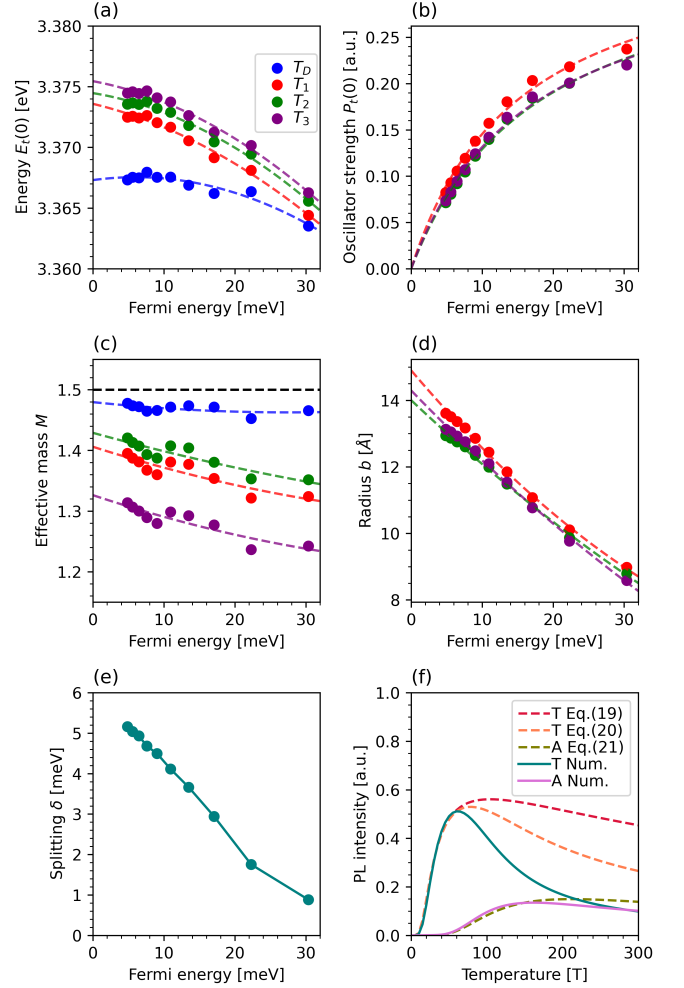 (a)
3.380
3.375
3.370
3.365
3.360
Energy E_t(0) [eV]
T_D
T_1
T_2
T_3
0 10 20 30
Fermi energy [meV]
(b)
0.25
0.20
0.15
0.10
0.05
0.00
Oscillator strength P_t(0) [a.u.]
0 10 20 30
Fermi energy [meV]
(c)
1.5
1.4
1.3
1.2
Effective mass M
0 10 20 30
Fermi energy [meV]
(d)
14
12
10
8
Radius b [Å]
0 10 20 30
Fermi energy [meV]
(e)
6
5
4
3
2
1
0
Splitting δ [meV]
0 10 20 30
Fermi energy [meV]
(f)
1.0
0.8
0.6
0.4
0.2
0.0
PL intensity [a.u.]
T Eq.(19)
T Eq.(20)
A Eq.(21)
T Num.
A Num.
0 100 200 300
Temperature [T]